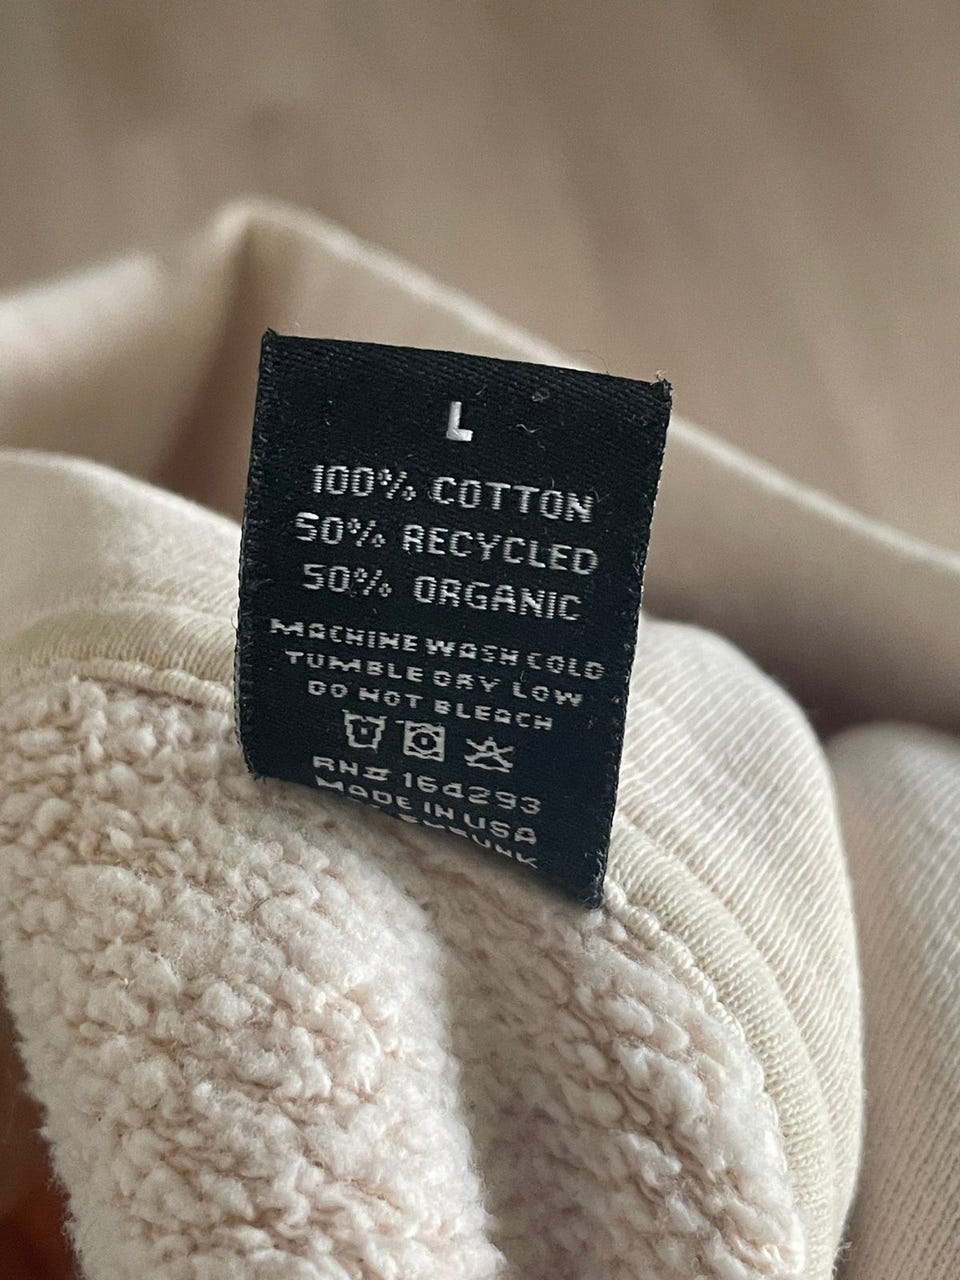 L
100% COTTON
50% RECYCLED
50% ORGANIC
MACHINE WASH COLD
TUMBLE DRY LOW
DO NOT BLEACH
RN# 164293
MADE IN USA